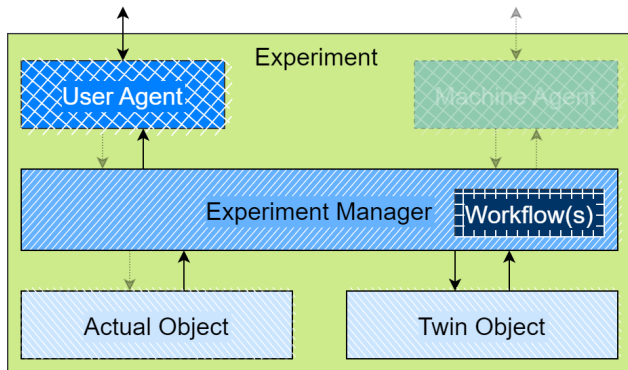 Experiment
User Agent
Machine Agent
Experiment Manager
Workflow(s)
Actual Object
Twin Object